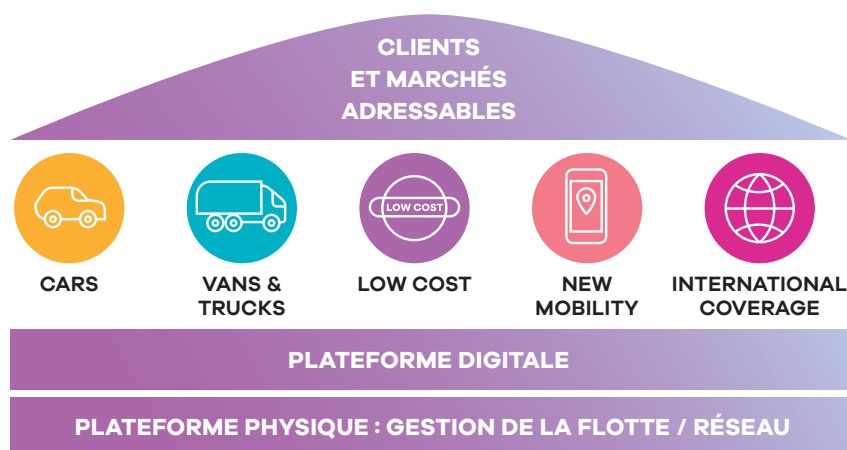 CLIENTS
ET MARCHÉS
ADRESSABLES
LOW COST
CARS
VANS &
TRUCKS
LOW COST
NEW
MOBILITY
INTERNATIONAL
COVERAGE
PLATEFORME DIGITALE
PLATEFORME PHYSIQUE : GESTION DE LA FLOTTE / RÉSEAU